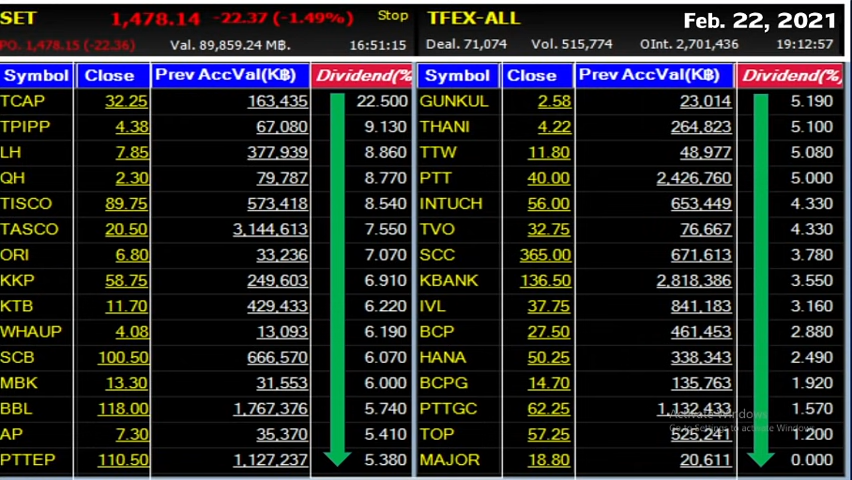 SET 1,478.14 -22.37 (-1.49%) Stop TFEX-ALL Feb. 22, 2021
PO. 1,478.15 (-22.36) Val. 89,859.24 MB. 16:51:15 Deal. 71,074 Vol. 515,774 OInt. 2,701,436 19:12:57
Symbol Close Prev AccVal(K฿) Dividend(% Symbol Close Prev AccVal(K฿) Dividend(%)
TCAP 32.25 163,435 22.500 GUNKUL 2.58 23,014 5.190
TPIPP 4.38 67,080 9.130 THANI 4.22 264,823 5.100
LH 7.85 377,939 8.860 TTW 11.80 48,977 5.080
QH 2.30 79,787 8.770 PTT 40.00 2,426,760 5.000
TISCO 89.75 573,418 8.540 INTUCH 56.00 653,449 4.330
TASCO 20.50 3,144,613 7.550 TVO 32.75 76,667 4.330
ORI 6.80 33,236 7.070 SCC 365.00 671,613 3.780
KKP 58.75 249,603 6.910 KBANK 136.50 2,818,386 3.550
KTB 11.70 429,433 6.220 IVL 37.75 841,183 3.160
WHAUP 4.08 13,093 6.190 BCP 27.50 461,453 2.880
SCB 100.50 666,570 6.070 HANA 50.25 338,343 2.490
MBK 13.30 31,553 6.000 BCPG 14.70 135,763 1.920
BBL 118.00 1,767,376 5.740 PTTGC 62.25 1,132,433 1.570
Activate Windows
Go to Settings to activate Windows.
AP 7.30 35,370 5.410 TOP 57.25 525,241 1.200
PTTEP 110.50 1,127,237 5.380 MAJOR 18.80 20,611 0.000